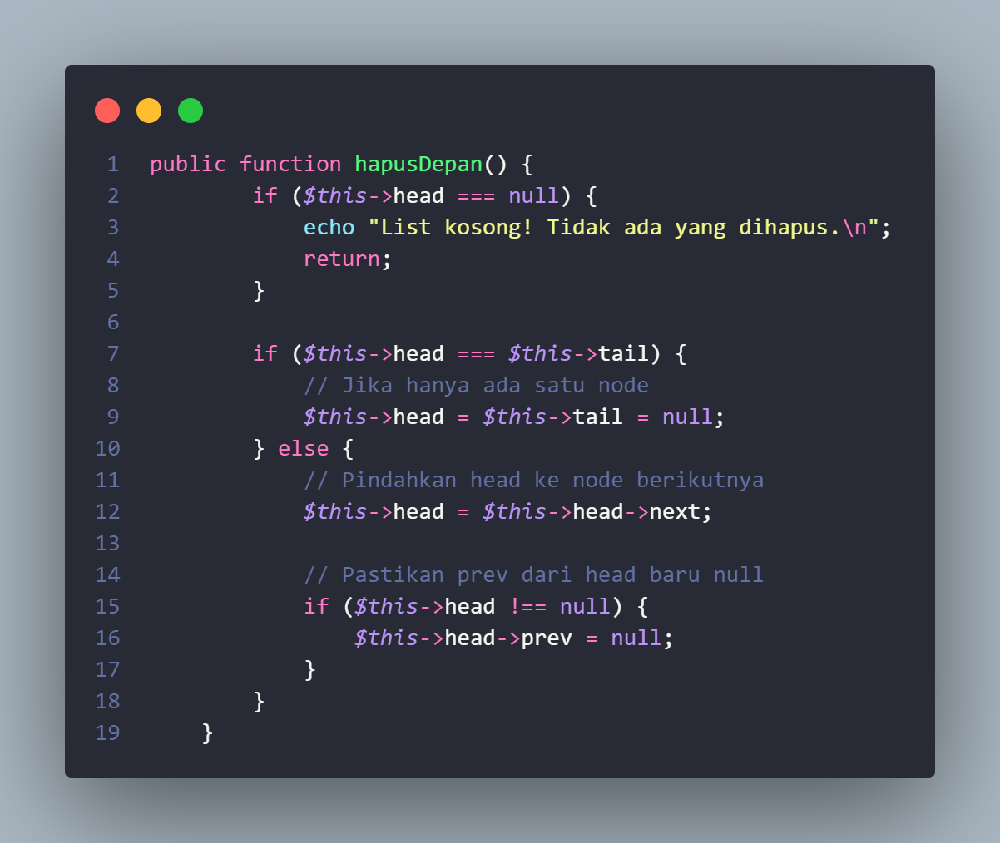 1 public function hapusDepan() {
2         if ($this->head === null) {
3             echo "List kosong! Tidak ada yang dihapus.\n";
4             return;
5         }
6
7         if ($this->head === $this->tail) {
8             // Jika hanya ada satu node
9             $this->head = $this->tail = null;
10         } else {
11             // Pindahkan head ke node berikutnya
12             $this->head = $this->head->next;
13
14             // Pastikan prev dari head baru null
15             if ($this->head !== null) {
16                 $this->head->prev = null;
17             }
18         }
19     }